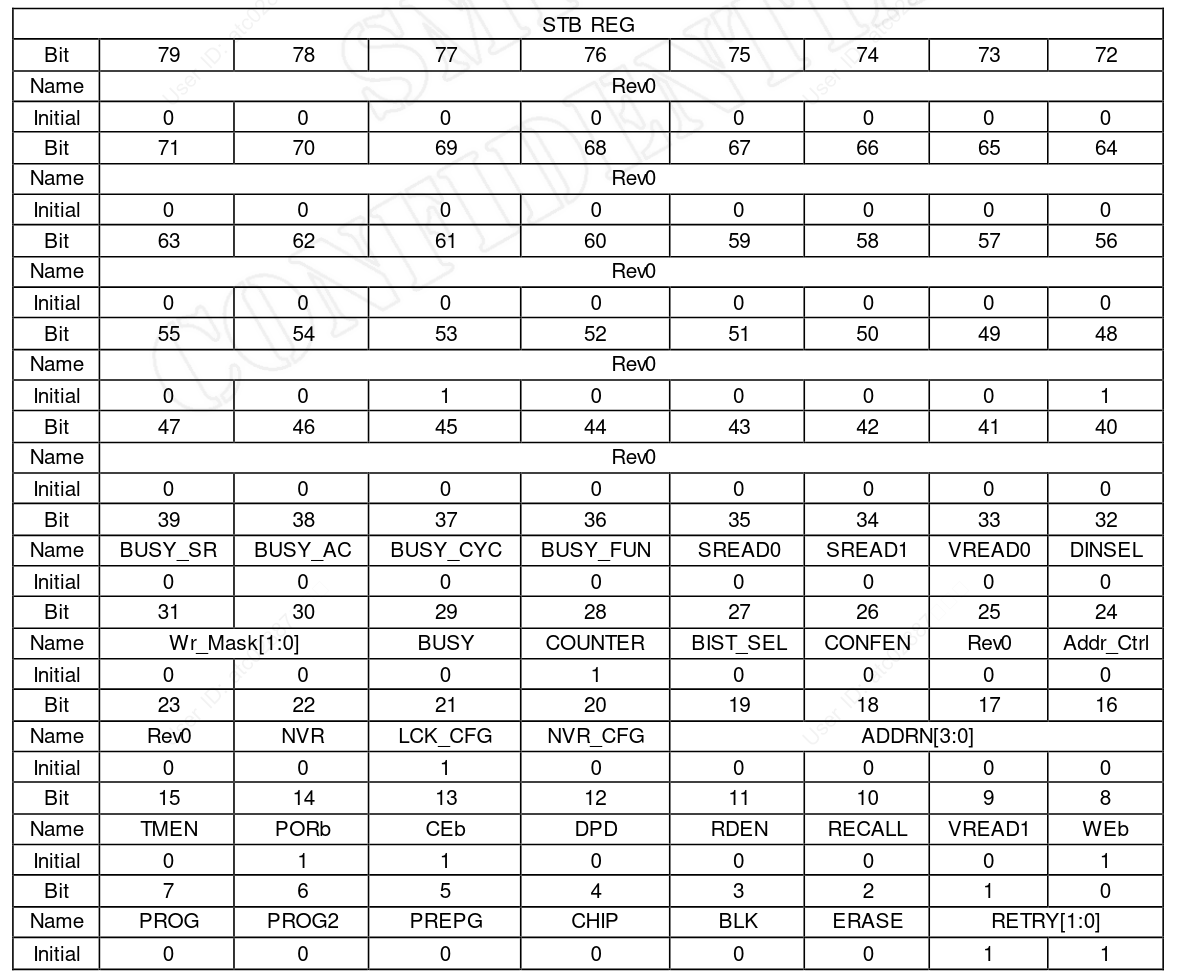 STB REG
Bit 79 78 77 76 75 74 73 72
Name Rev0
Initial 0 0 0 0 0 0 0 0
Bit 71 70 69 68 67 66 65 64
Name Rev0
Initial 0 0 0 0 0 0 0 0
Bit 63 62 61 60 59 58 57 56
Name Rev0
Initial 0 0 0 0 0 0 0 0
Bit 55 54 53 52 51 50 49 48
Name Rev0
Initial 0 0 1 0 0 0 0 1
Bit 47 46 45 44 43 42 41 40
Name Rev0
Initial 0 0 0 0 0 0 0 0
Bit 39 38 37 36 35 34 33 32
Name BUSY_SR BUSY_AC BUSY_CYC BUSY_FUN SREAD0 SREAD1 VREAD0 DINSEL
Initial 0 0 0 0 0 0 0 0
Bit 31 30 29 28 27 26 25 24
Name Wr_Mask[1:0] BUSY COUNTER BIST_SEL CONFEN Rev0 Addr_Ctrl
Initial 0 0 0 1 0 0 0 0
Bit 23 22 21 20 19 18 17 16
Name Rev0 NVR LCK_CFG NVR_CFG ADDRN[3:0]
Initial 0 0 1 0 0 0 0 0
Bit 15 14 13 12 11 10 9 8
Name TMEN PORb CEb DPD RDEN RECALL VREAD1 WEb
Initial 0 1 1 0 0 0 0 1
Bit 7 6 5 4 3 2 1 0
Name PROG PROG2 PREPG CHIP BLK ERASE RETRY[1:0]
Initial 0 0 0 0 0 0 1 1
CONFIDENTI